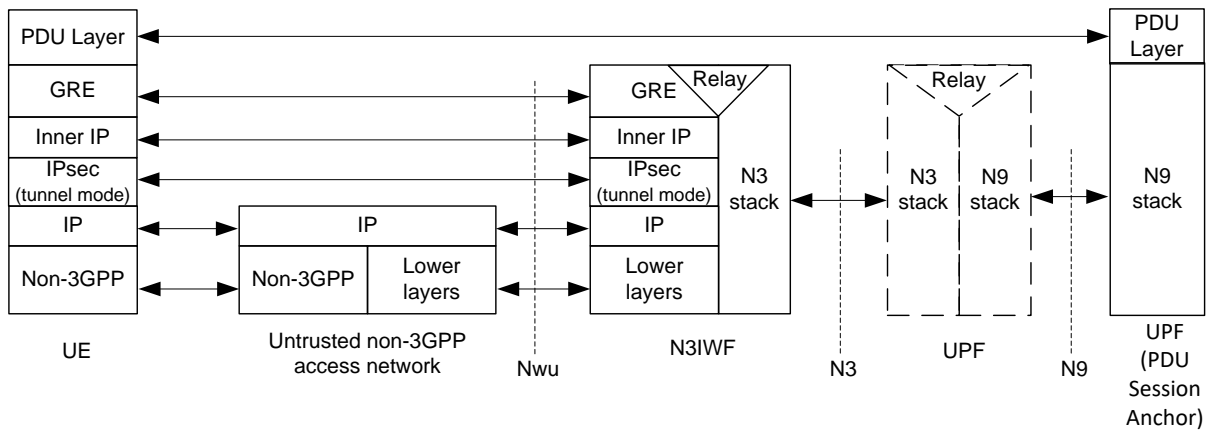 PDU Layer
GRE
Inner IP
IPsec
(tunnel mode)
IP
Non-3GPP
UE
IP
Non-3GPP
Lower
layers
Untrusted non-3GPP
access network
Nwu
Relay
GRE
Inner IP
IPsec
(tunnel mode)
IP
Lower
layers
N3
stack
N3IWF
N3
Relay
N3
stack
N9
stack
UPF
N9
PDU
Layer
N9
stack
UPF
(PDU
Session
Anchor)